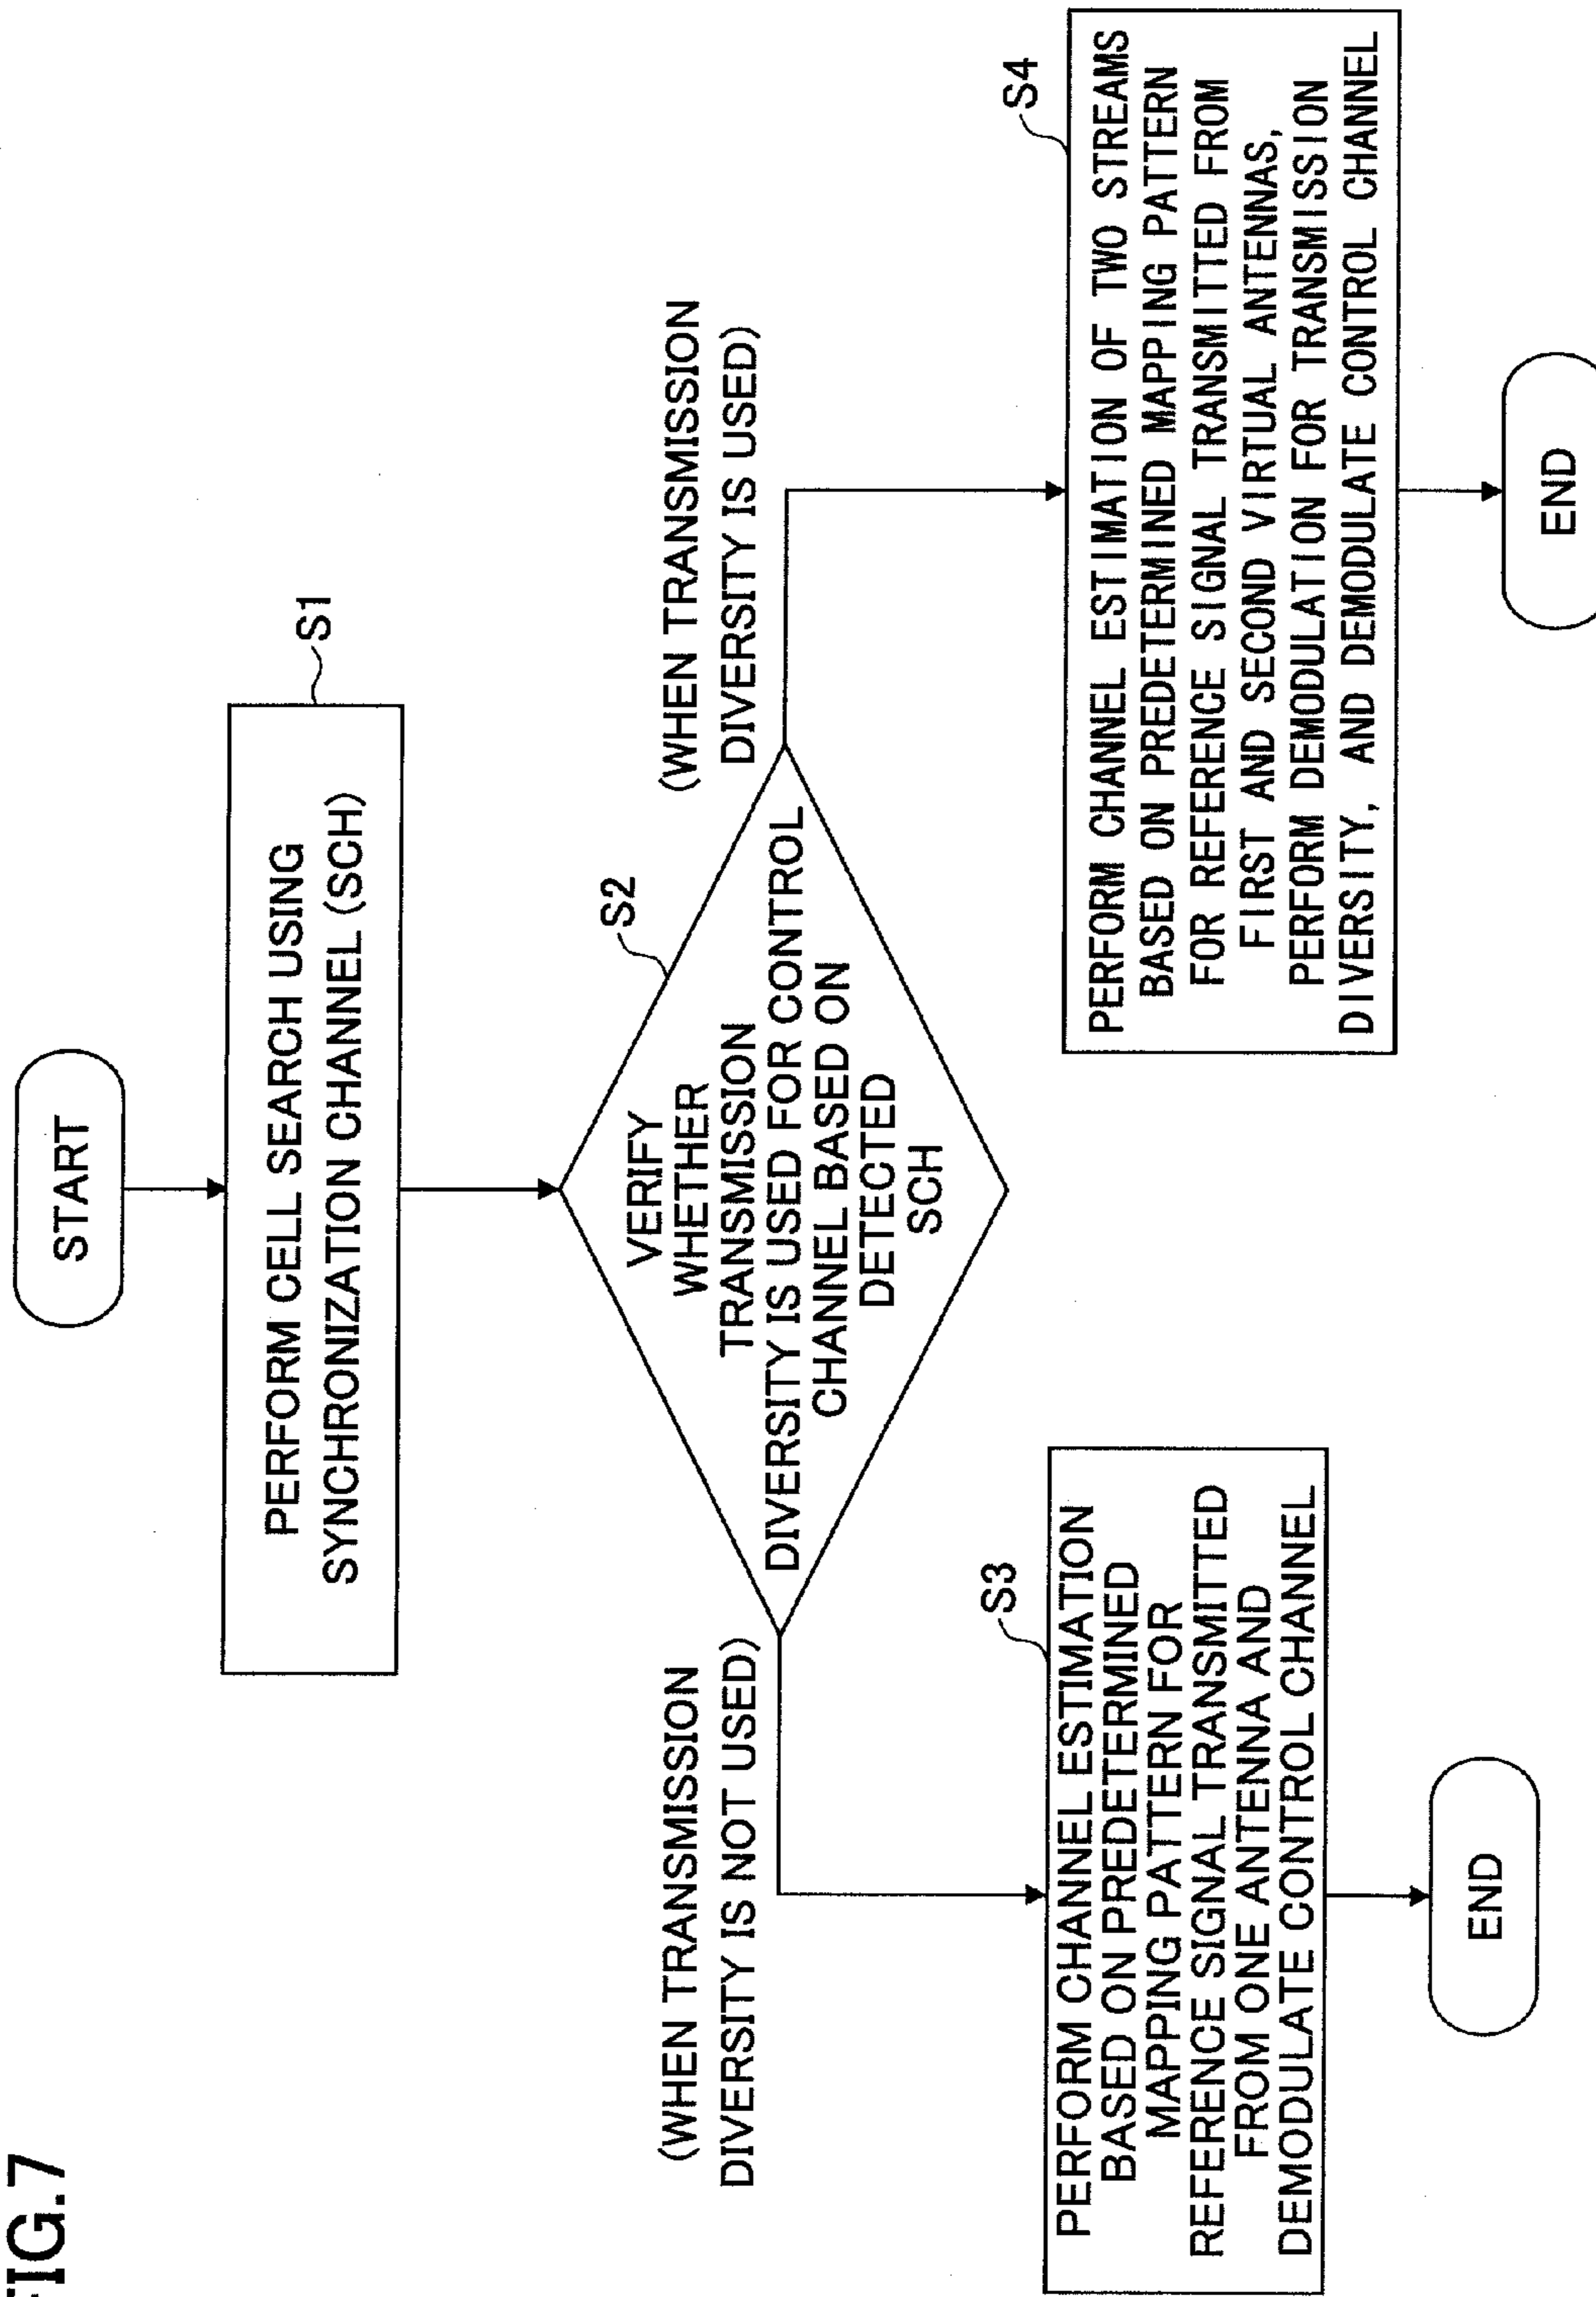 FIG.7
START
PERFORM CELL SEARCH USING
SYNCHRONIZATION CHANNEL (SCH)
S1
VERIFY
WHETHER
TRANSMISSION
DIVERSITY IS USED FOR CONTROL
CHANNEL BASED ON
DETECTED
SCH
S2
(WHEN TRANSMISSION
DIVERSITY IS NOT USED)
(WHEN TRANSMISSION
DIVERSITY IS USED)
S3
PERFORM CHANNEL ESTIMATION
BASED ON PREDETERMINED
MAPPING PATTERN FOR
REFERENCE SIGNAL TRANSMITTED
FROM ONE ANTENNA AND
DEMODULATE CONTROL CHANNEL
END
S4
PERFORM CHANNEL ESTIMATION OF TWO STREAMS
BASED ON PREDETERMINED MAPPING PATTERN
FOR REFERENCE SIGNAL TRANSMITTED FROM
FIRST AND SECOND VIRTUAL ANTENNAS,
PERFORM DEMODULATION FOR TRANSMISSION
DIVERSITY, AND DEMODULATE CONTROL CHANNEL
END